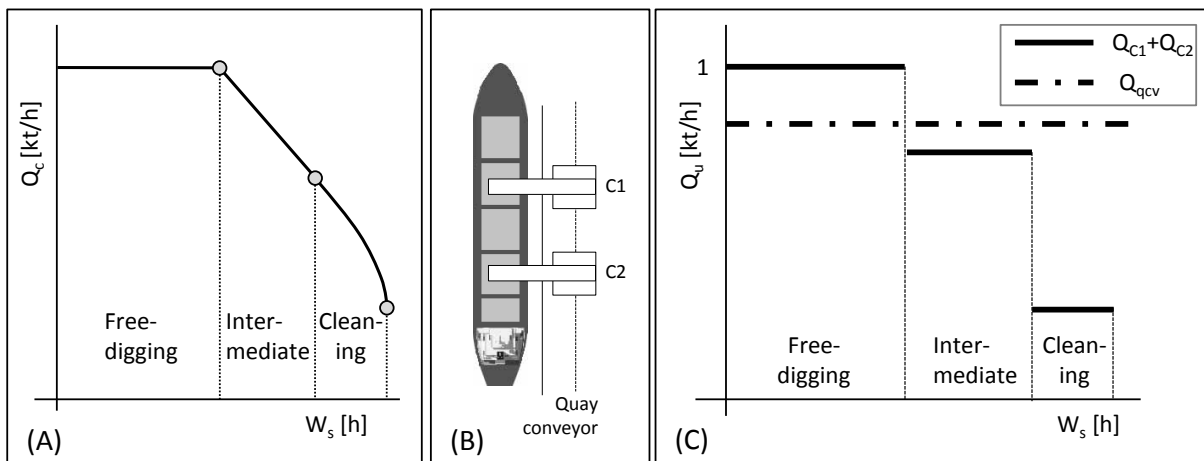 Q_c [kt/h]
Free-
digging
Inter-
mediate
Clean-
ing
W_s [h]
(A)
C1
C2
Quay
conveyor
(B)
Q_u [kt/h]
1
Q_C1+Q_C2
Q_qcv
Free-
digging
Inter-
mediate
Clean-
ing
W_s [h]
(C)